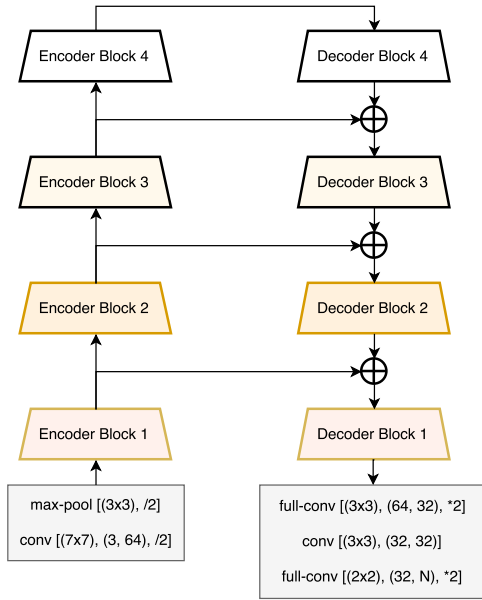 Encoder Block 4
Decoder Block 4
Encoder Block 3
Decoder Block 3
Encoder Block 2
Decoder Block 2
Encoder Block 1
Decoder Block 1
max-pool [(3x3), /2]
conv [(7x7), (3, 64), /2]
full-conv [(3x3), (64, 32), *2]
conv [(3x3), (32, 32)]
full-conv [(2x2), (32, N), *2]